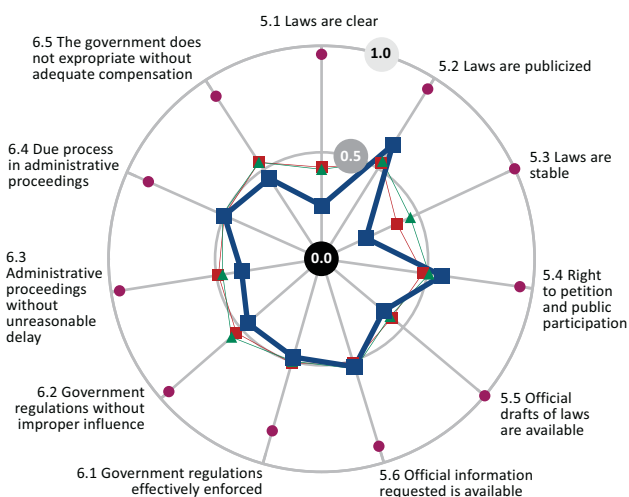 5.1 Laws are clear
1.0
5.2 Laws are publicized
5.3 Laws are
stable
5.4 Right
to petition
and public
participation
5.5 Official
drafts of laws
are available
5.6 Official information
requested is available
6.1 Government regulations
effectively enforced
6.2 Government
regulations without
improper influence
6.3
Administrative
proceedings
without
unreasonable
delay
6.4 Due process
in administrative
proceedings
6.5 The government does
not expropriate without
adequate compensation
0.5
0.0